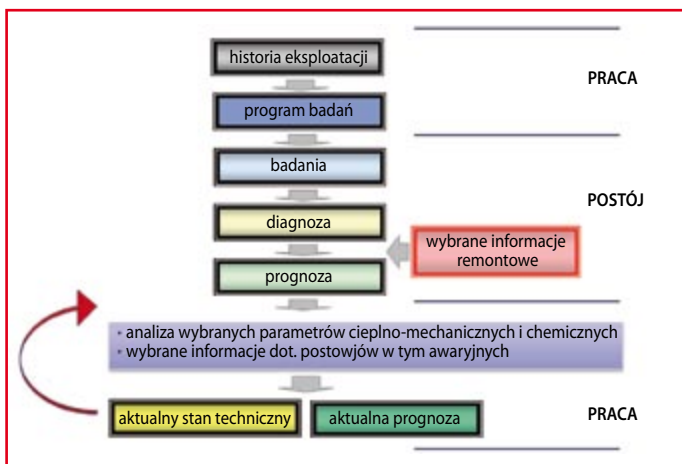 historia eksploatacji
PRACA
program badań
badania
diagnoza
POSTÓJ
wybrane informacje
remontowe
prognoza
• analiza wybranych parametrów cieplno-mechanicznych i chemicznych
• wybrane informacje dot. postowjów w tym awaryjnych
aktualny stan techniczny
aktualna prognoza
PRACA